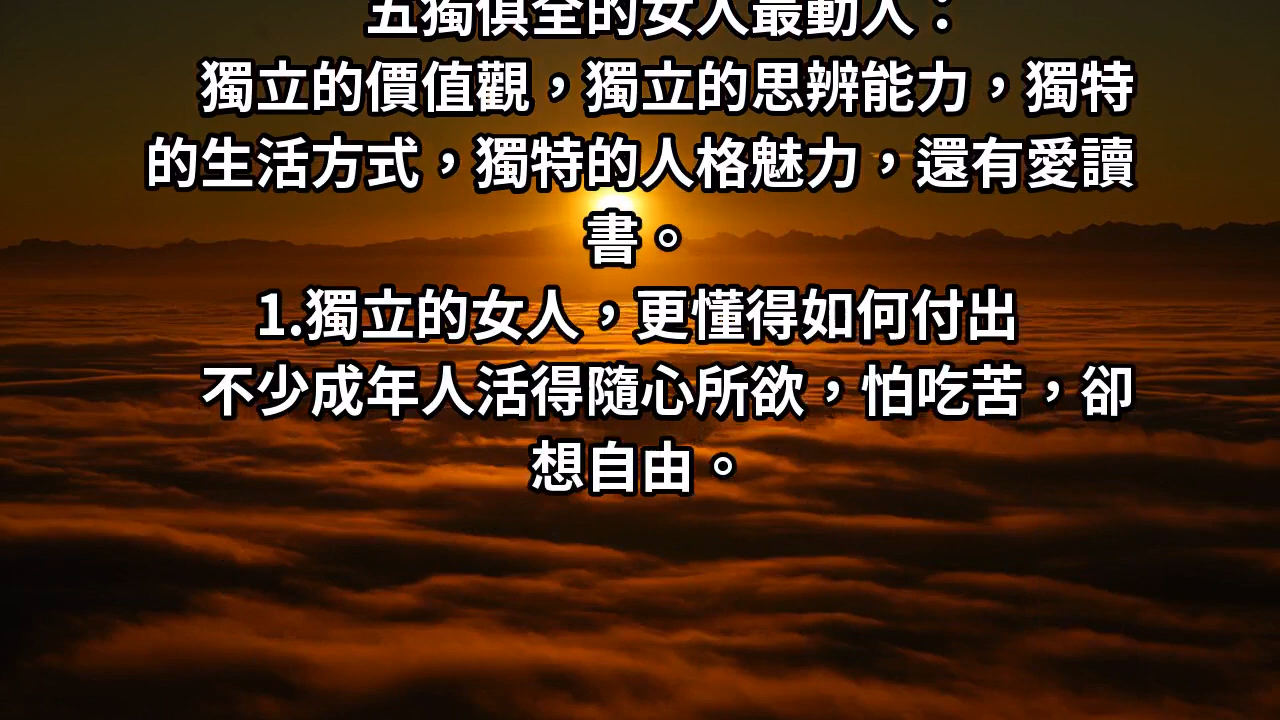 五獨俱全的女人最動人：
獨立的價值觀，獨立的思辨能力，獨特
的生活方式，獨特的人格魅力，還有愛讀
書。
1.獨立的女人，更懂得如何付出
不少成年人活得隨心所欲，怕吃苦，卻
想自由。